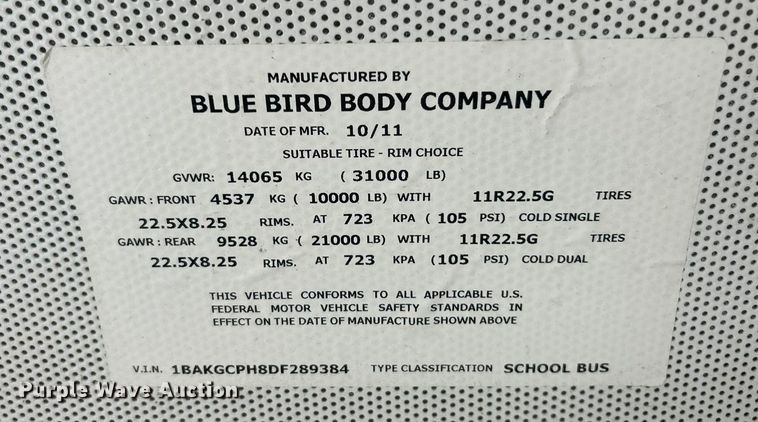 MANUFACTURED BY
BLUE BIRD BODY COMPANY
DATE OF MFR. 10/11
SUITABLE TIRE - RIM CHOICE
GVWR: 14065 KG ( 31000 LB)
GAWR : FRONT 4537 KG ( 10000 LB) WITH 11R22.5G TIRES
22.5X8.25 RIMS. AT 723 KPA ( 105 PSI) COLD SINGLE
GAWR : REAR 9528 KG ( 21000 LB) WITH 11R22.5G TIRES
22.5X8.25 RIMS. AT 723 KPA (105 PSI) COLD DUAL
THIS VEHICLE CONFORMS TO ALL APPLICABLE U.S.
FEDERAL MOTOR VEHICLE SAFETY STANDARDS IN
EFFECT ON THE DATE OF MANUFACTURE SHOWN ABOVE
V.I.N. 1BAKGCPH8DF289384 TYPE CLASSIFICATION SCHOOL BUS
Purple Wave Auction